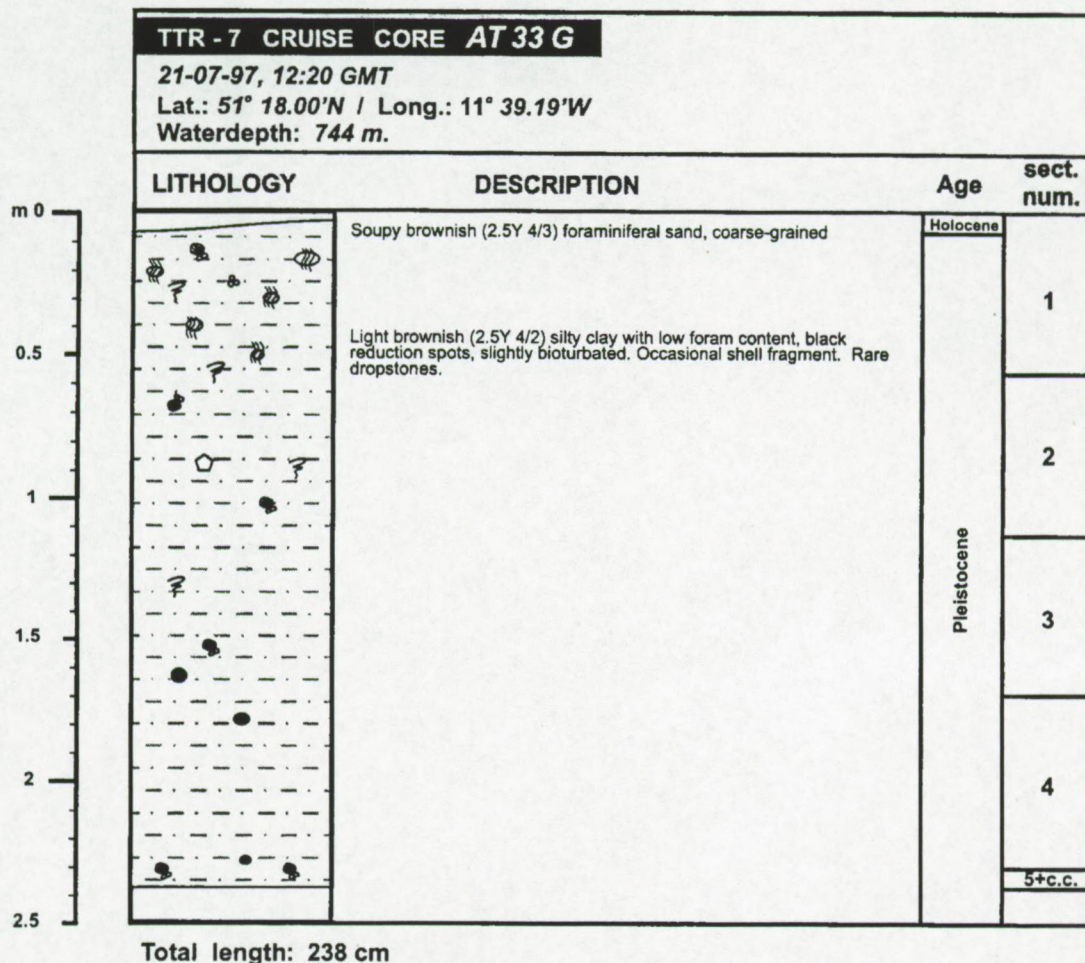 TTR - 7 CRUISE CORE AT 33 G
21-07-97, 12:20 GMT
Lat.: 51° 18.00'N / Long.: 11° 39.19'W
Waterdepth: 744 m.
LITHOLOGY DESCRIPTION Age sect. num.
m 0
Soupy brownish (2.5Y 4/3) foraminiferal sand, coarse-grained
Holocene
1
Light brownish (2.5Y 4/2) silty clay with low foram content, black
reduction spots, slightly bioturbated. Occasional shell fragment. Rare
dropstones.
0.5
2
1
Pleistocene
3
1.5
2
4
5+c.c.
2.5
Total length: 238 cm